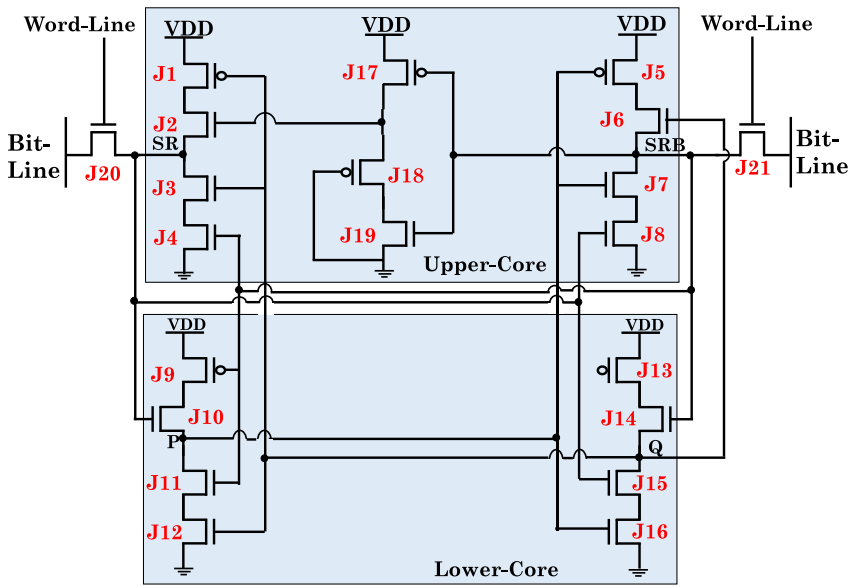 Word-Line
Word-Line
VDD
VDD
VDD
J1
J17
J5
J2
J6
Bit-
Line
SR
SRB
Bit-
Line
J20
J21
J3
J18
J7
J4
J19
J8
Upper-Core
VDD
VDD
J9
J13
J10
J14
P
Q
J11
J15
J12
J16
Lower-Core